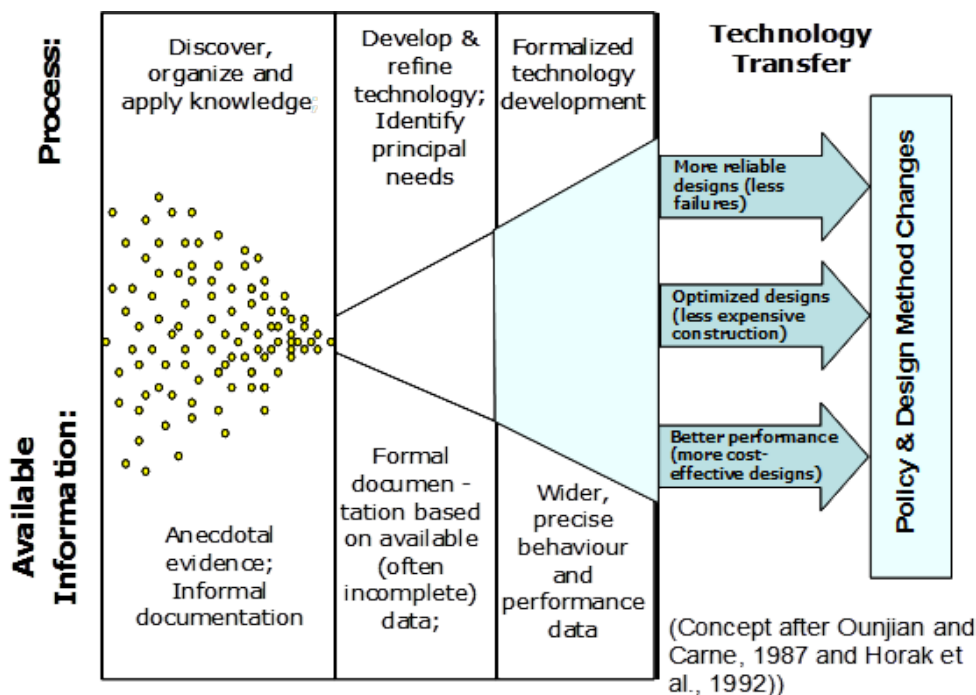 Process:
Discover,
organize and
apply knowledge
Develop &
refine
technology;
Identify
principal
needs
Formalized
technology
development
Technology
Transfer
More reliable
designs (less
failures)
Optimized designs
(less expensive
construction)
Better performance
(more cost-
effective designs)
Policy & Design Method Changes
Available
Information:
Anecdotal
evidence;
Informal
documentation
Formal
documen -
tation based
on available
(often
incomplete)
data;
Wider,
precise
behaviour
and
performance
data
(Concept after Ounjian and
Carne, 1987 and Horak et
al., 1992))